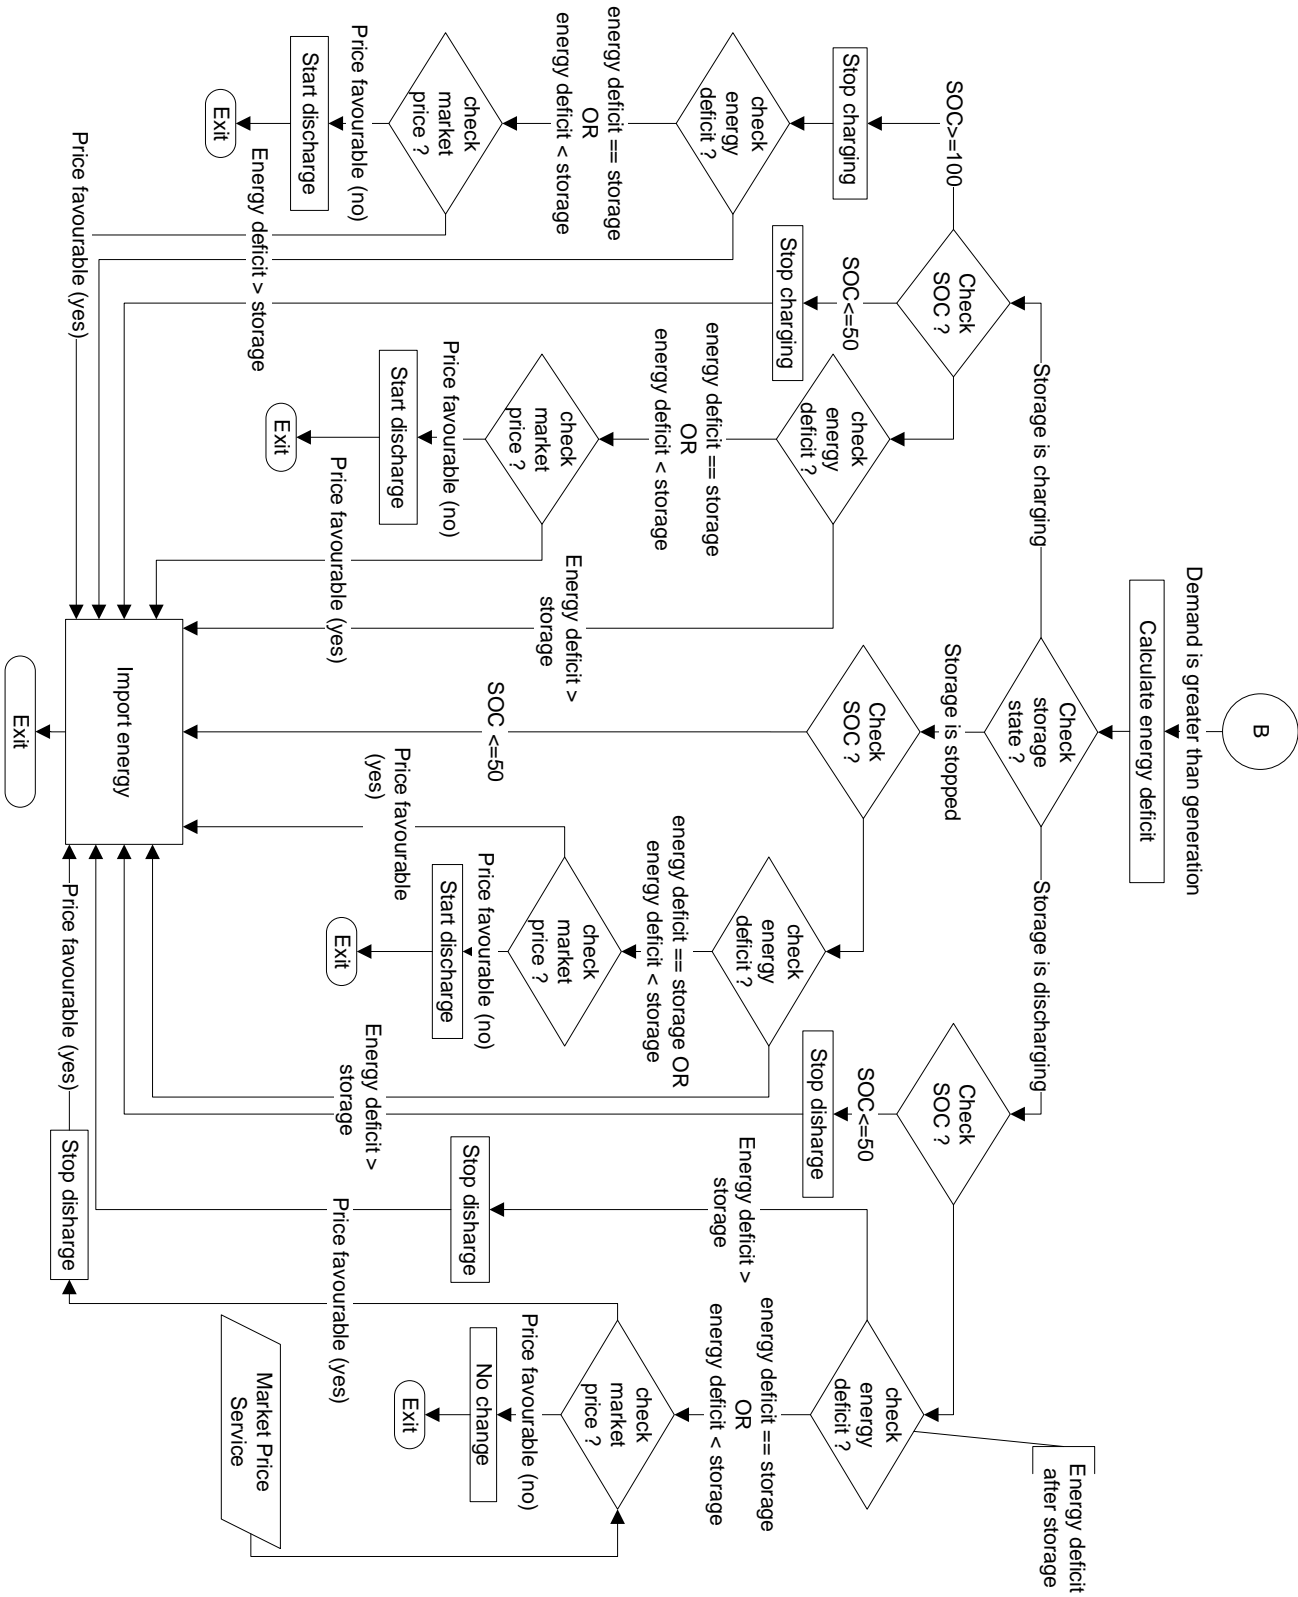 B
Demand is greater than generation
Calculate energy deficit
Check
storage
state ?
Storage is charging
Storage is stopped
Storage is discharging
Check
SOC ?
SOC>=100
Stop charging
check
energy
deficit ?
energy deficit == storage
OR
energy deficit < storage
check
market
price ?
Price favourable (no)
Start discharge
Exit
Energy deficit > storage
Price favourable (yes)
SOC<=50
Stop charging
check
energy
deficit ?
energy deficit == storage
OR
energy deficit < storage
check
market
price ?
Price favourable (no)
Start discharge
Exit
Price favourable (yes)
Energy deficit >
storage
Check
SOC ?
SOC <=50
check
energy
deficit ?
energy deficit == storage OR
energy deficit < storage
check
market
price ?
Price favourable
(yes)
Price favourable (no)
Start discharge
Exit
Energy deficit >
storage
Check
SOC ?
SOC<=50
Stop disharge
check
energy
deficit ?
Energy deficit
after storage
Energy deficit >
storage
Stop disharge
energy deficit == storage
OR
energy deficit < storage
check
market
price ?
Price favourable (no)
No change
Exit
Price favourable (yes)
Market Price
Service
Stop disharge
Price favourable (yes)
Import energy
Exit